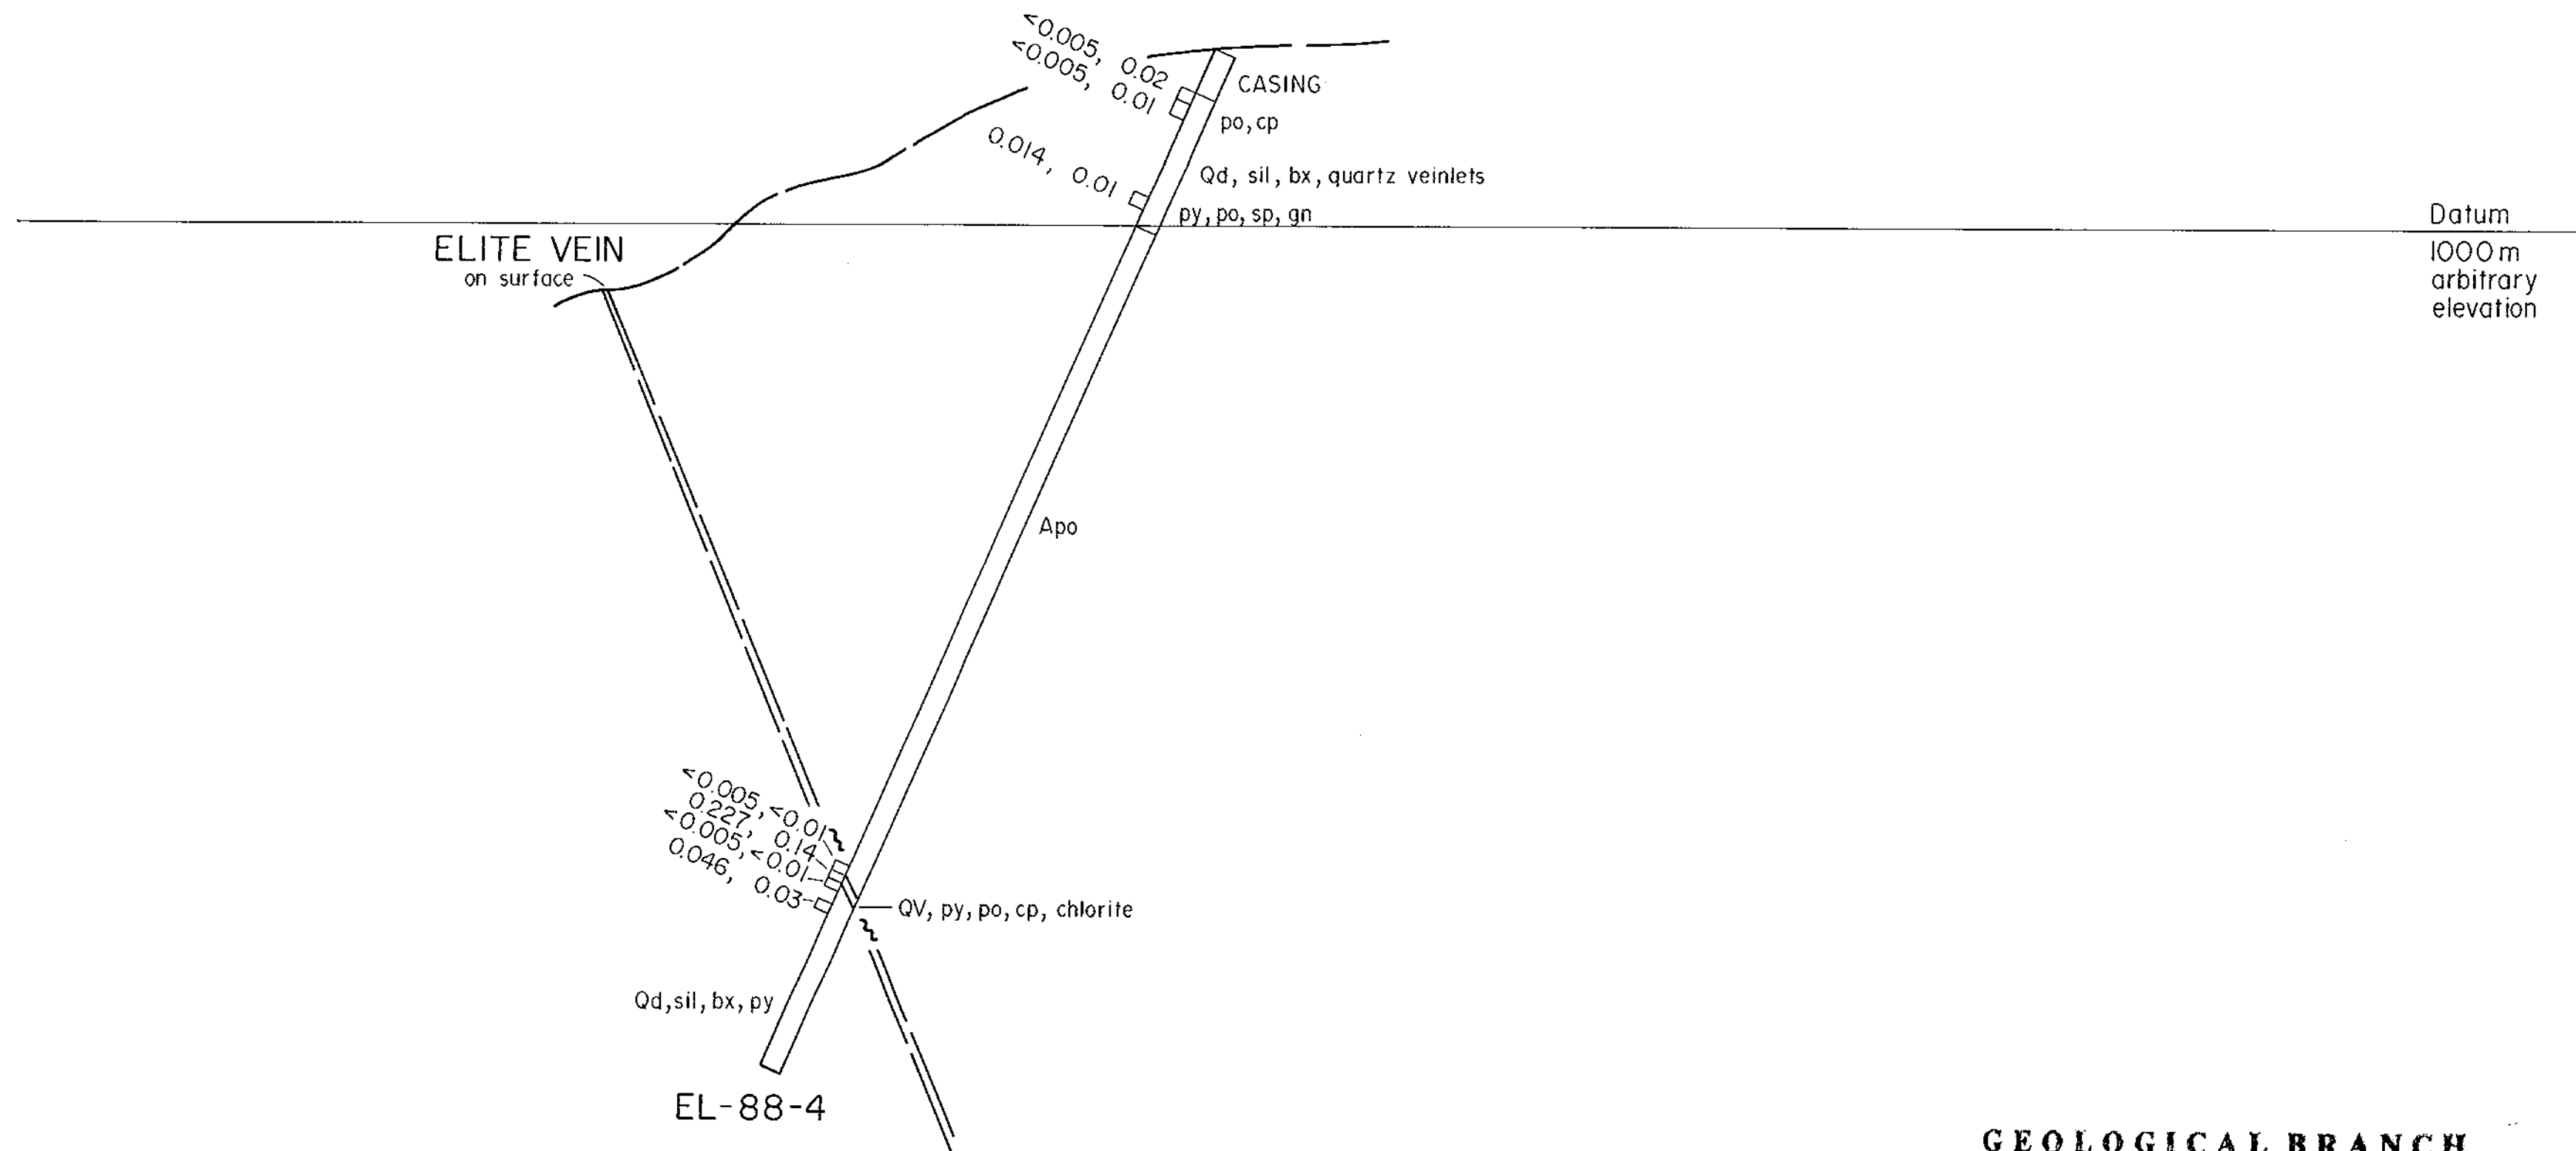 <0.005, 0.02
<0.005, 0.01
CASING
po, cp
0.014, 0.01
Qd, sil, bx, quartz veinlets
py, po, sp, gn
Datum
1000 m
arbitrary
elevation
ELITE VEIN
on surface
Apo
<0.005, <0.01
0.227, 0.14
<0.005, <0.01
0.046, 0.03
QV, py, po, cp, chlorite
Qd, sil, bx, py
EL-88-4
GEOLOGICAL BRANCH